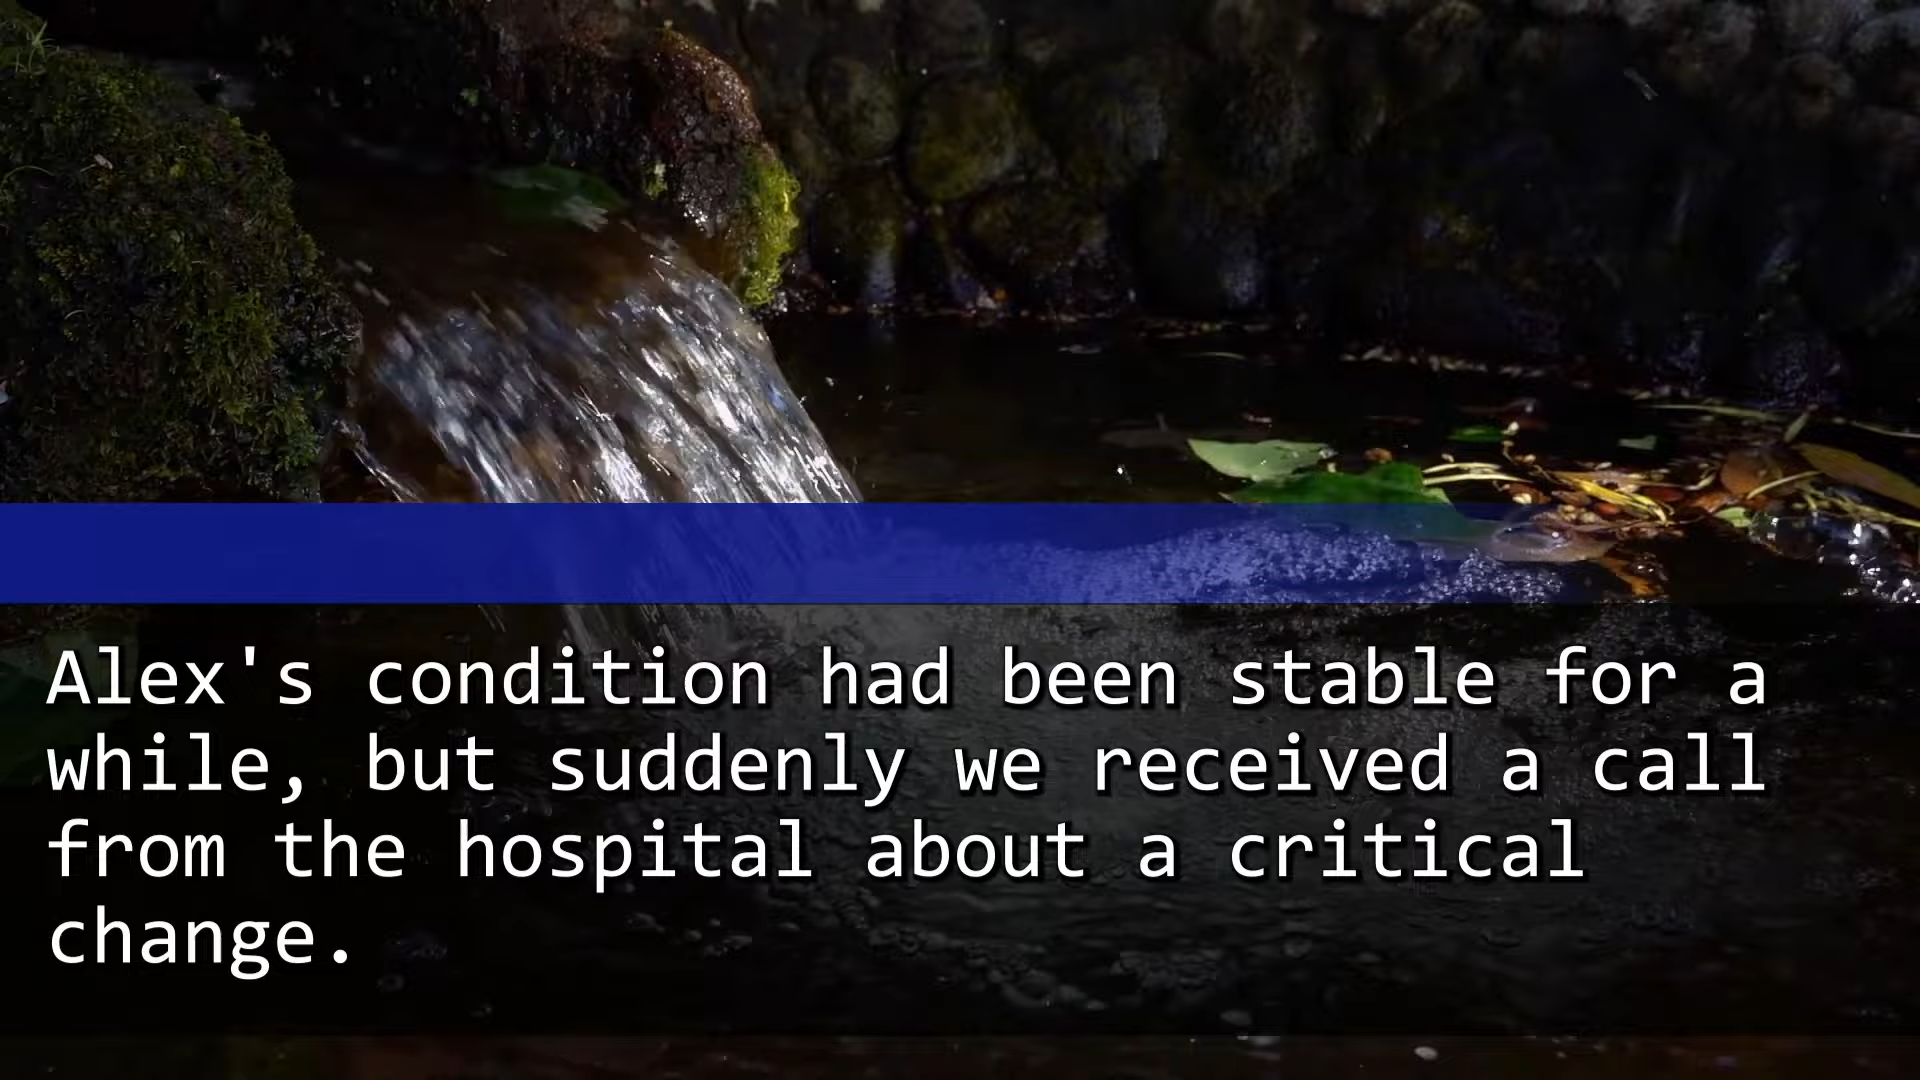 Alex's condition had been stable for a
while, but suddenly we received a call
from the hospital about a critical
change.